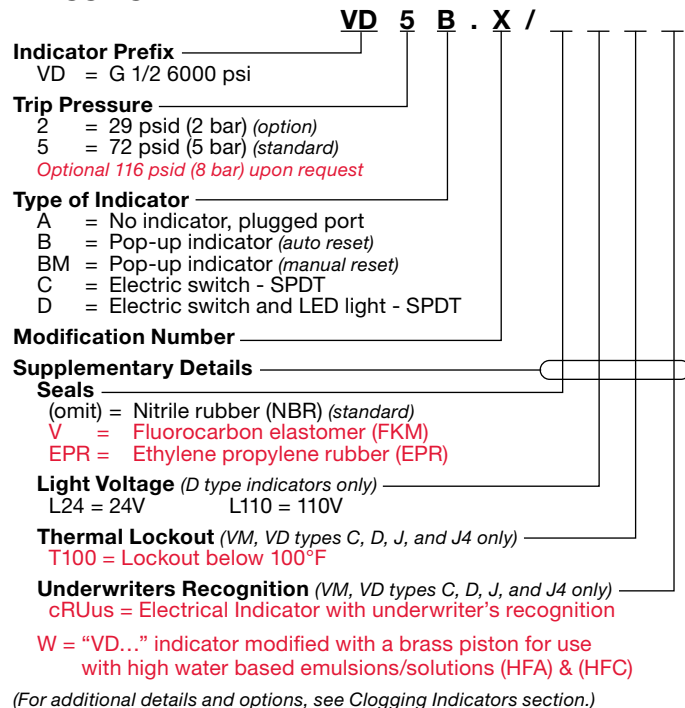 VD 5 B . X /
Indicator Prefix
VD = G 1/2 6000 psi
Trip Pressure
2 = 29 psid (2 bar) (option)
5 = 72 psid (5 bar) (standard)
Optional 116 psid (8 bar) upon request
Type of Indicator
A = No indicator, plugged port
B = Pop-up indicator (auto reset)
BM = Pop-up indicator (manual reset)
C = Electric switch - SPDT
D = Electric switch and LED light - SPDT
Modification Number
Supplementary Details
Seals
(omit) = Nitrile rubber (NBR) (standard)
V = Fluorocarbon elastomer (FKM)
EPR = Ethylene propylene rubber (EPR)
Light Voltage (D type indicators only)
L24 = 24V L110 = 110V
Thermal Lockout (VM, VD types C, D, J, and J4 only)
T100 = Lockout below 100°F
Underwriters Recognition (VM, VD types C, D, J, and J4 only)
cRUus = Electrical Indicator with underwriter's recognition
W = “VD…” indicator modified with a brass piston for use
with high water based emulsions/solutions (HFA) & (HFC)
(For additional details and options, see Clogging Indicators section.)